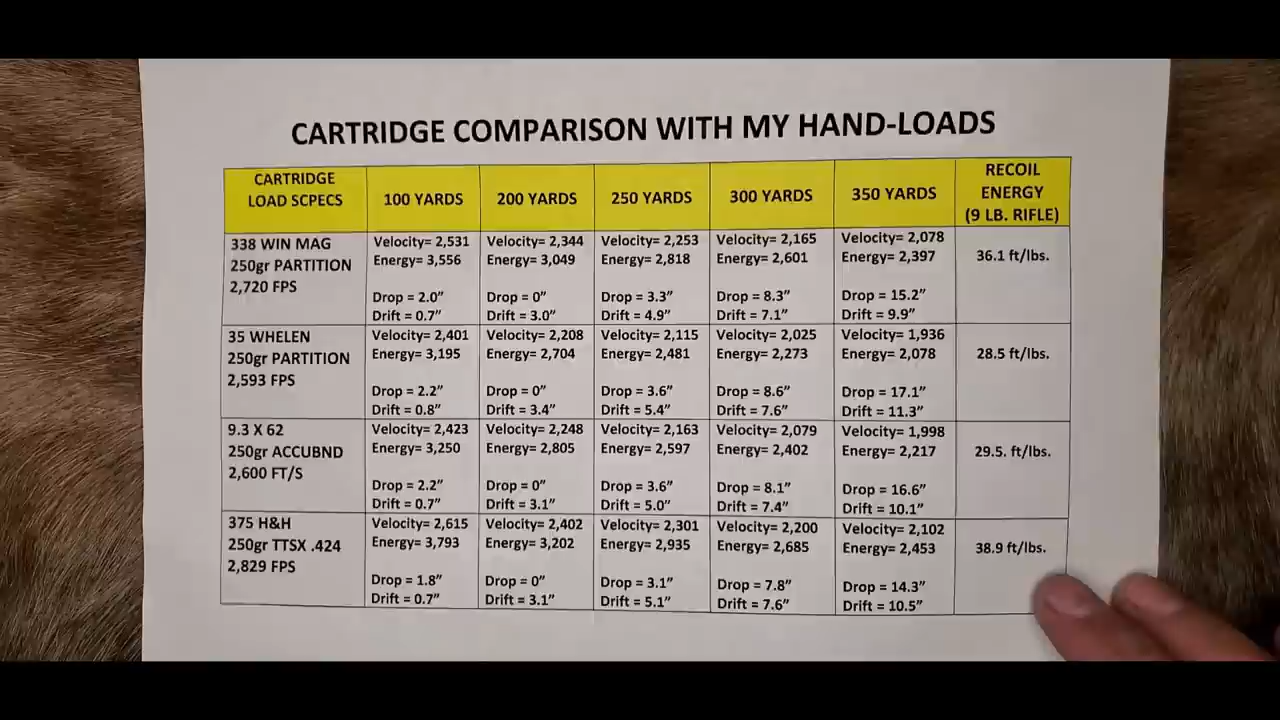 CARTRIDGE COMPARISON WITH MY HAND-LOADS
CARTRIDGE
LOAD SCPECS
100 YARDS
200 YARDS
250 YARDS
300 YARDS
350 YARDS
RECOIL
ENERGY
(9 LB. RIFLE)
338 WIN MAG
250gr PARTITION
2,720 FPS
Velocity= 2,531
Energy= 3,556
Drop = 2.0”
Drift = 0.7”
Velocity= 2,344
Energy= 3,049
Drop = 0”
Drift = 3.0”
Velocity= 2,253
Energy= 2,818
Drop = 3.3”
Drift = 4.9”
Velocity= 2,165
Energy= 2,601
Drop = 8.3”
Drift = 7.1”
Velocity= 2,078
Energy= 2,397
Drop = 15.2”
Drift = 9.9”
36.1 ft/lbs.
35 WHELEN
250gr PARTITION
2,593 FPS
Velocity= 2,401
Energy= 3,195
Drop = 2.2”
Drift = 0.8”
Velocity= 2,208
Energy= 2,704
Drop = 0”
Drift = 3.4”
Velocity= 2,115
Energy= 2,481
Drop = 3.6”
Drift = 5.4”
Velocity= 2,025
Energy= 2,273
Drop = 8.6”
Drift = 7.6”
Velocity= 1,936
Energy= 2,078
Drop = 17.1”
Drift = 11.3”
28.5 ft/lbs.
9.3 X 62
250gr ACCUBND
2,600 FT/S
Velocity= 2,423
Energy= 3,250
Drop = 2.2”
Drift = 0.7”
Velocity= 2,248
Energy= 2,805
Drop = 0”
Drift = 3.1”
Velocity= 2,163
Energy= 2,597
Drop = 3.6”
Drift = 5.0”
Velocity= 2,079
Energy= 2,402
Drop = 8.1”
Drift = 7.4”
Velocity= 1,998
Energy= 2,217
Drop = 16.6”
Drift = 10.1”
29.5. ft/lbs.
375 H&H
250gr TTSX .424
2,829 FPS
Velocity= 2,615
Energy= 3,793
Drop = 1.8”
Drift = 0.7”
Velocity= 2,402
Energy= 3,202
Drop = 0”
Drift = 3.1”
Velocity= 2,301
Energy= 2,935
Drop = 3.1”
Drift = 5.1”
Velocity= 2,200
Energy= 2,685
Drop = 7.8”
Drift = 7.6”
Velocity= 2,102
Energy= 2,453
Drop = 14.3”
Drift = 10.5”
38.9 ft/lbs.